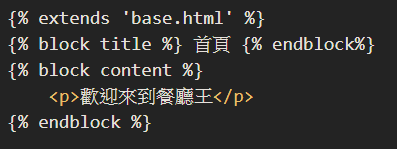 {% extends 'base.html' %}
{% block title %} 首頁 {% endblock%}
{% block content %}
    <p>歡迎來到餐廳王</p>
{% endblock %}